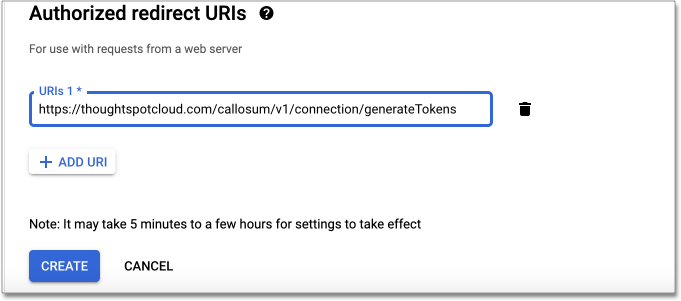 Authorized redirect URIs
For use with requests from a web server
URIs 1 *
https://thoughtspotcloud.com/callosum/v1/connection/generateTokens
+ ADD URI
Note: It may take 5 minutes to a few hours for settings to take effect
CREATE CANCEL